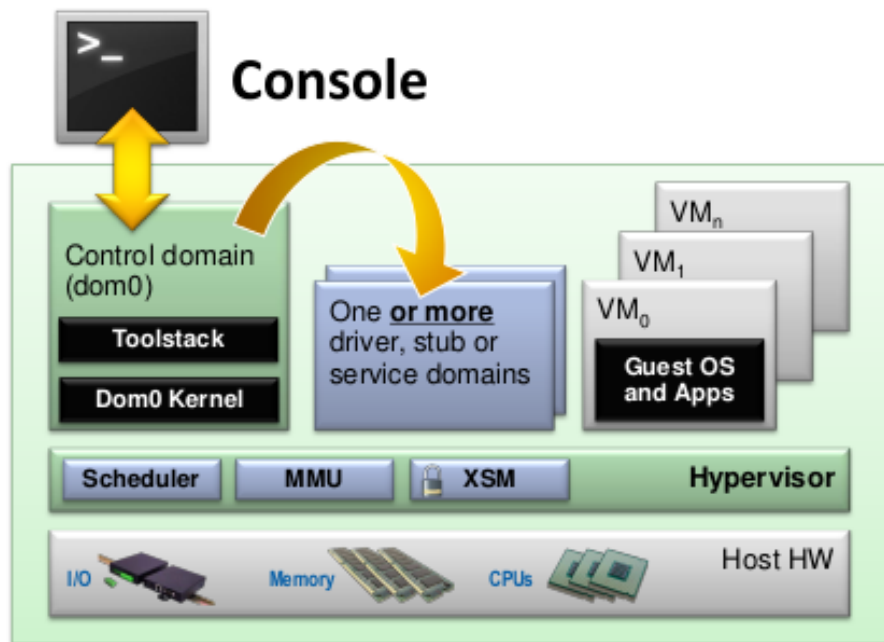 >_
Console
Control domain
(dom0)
Toolstack
Dom0 Kernel
One or more
driver, stub or
service domains
VMn
VM1
VM0
Guest OS
and Apps
Scheduler
MMU
XSM
Hypervisor
I/O
Memory
CPUs
Host HW